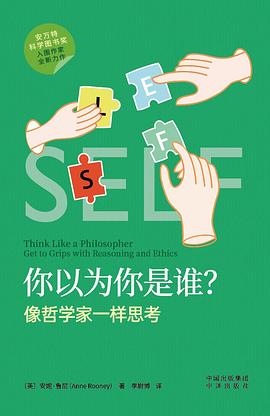 安万特
科学图书奖
入围作家
全新力作
L
E
S
F
SELF
Think Like a Philosopher
Get to Grips with Reasoning and Ethics
你以为你是谁？
像哲学家一样思考
［英］安妮·鲁尼（Anne Rooney） 著 李尉博 译
中国出版集团
中译出版社